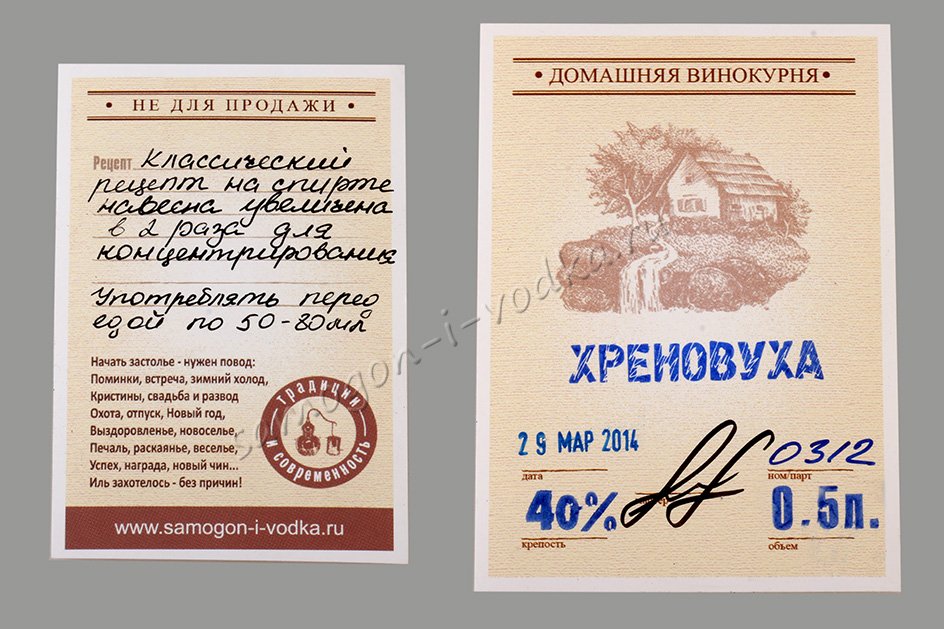 • НЕ ДЛЯ ПРОДАЖИ •
Рецепт Классический
рецепт на спирте
навесна увеличена
в 2 раза для
концентрирования
Употреблять перед
едой по 50-80мл
Начать застолье - нужен повод:
Поминки, встреча, зимний холод,
Кристины, свадьба и развод
Охота, отпуск, Новый год,
Выздоровленье, новоселье,
Печаль, раскаянье, веселье,
Успех, награда, новый чин...
Иль захотелось - без причин!
ТРАДИЦИИ
И СОВРЕМЕННОСТЬ
www.samogon-i-vodka.ru
• ДОМАШНЯЯ ВИНОКУРНЯ •
ХРЕНОВУХА
29 МАР 2014
0312
дата
ном/парт
40%
0.5л.
крепость
объем
samogon-i-vodka.ru